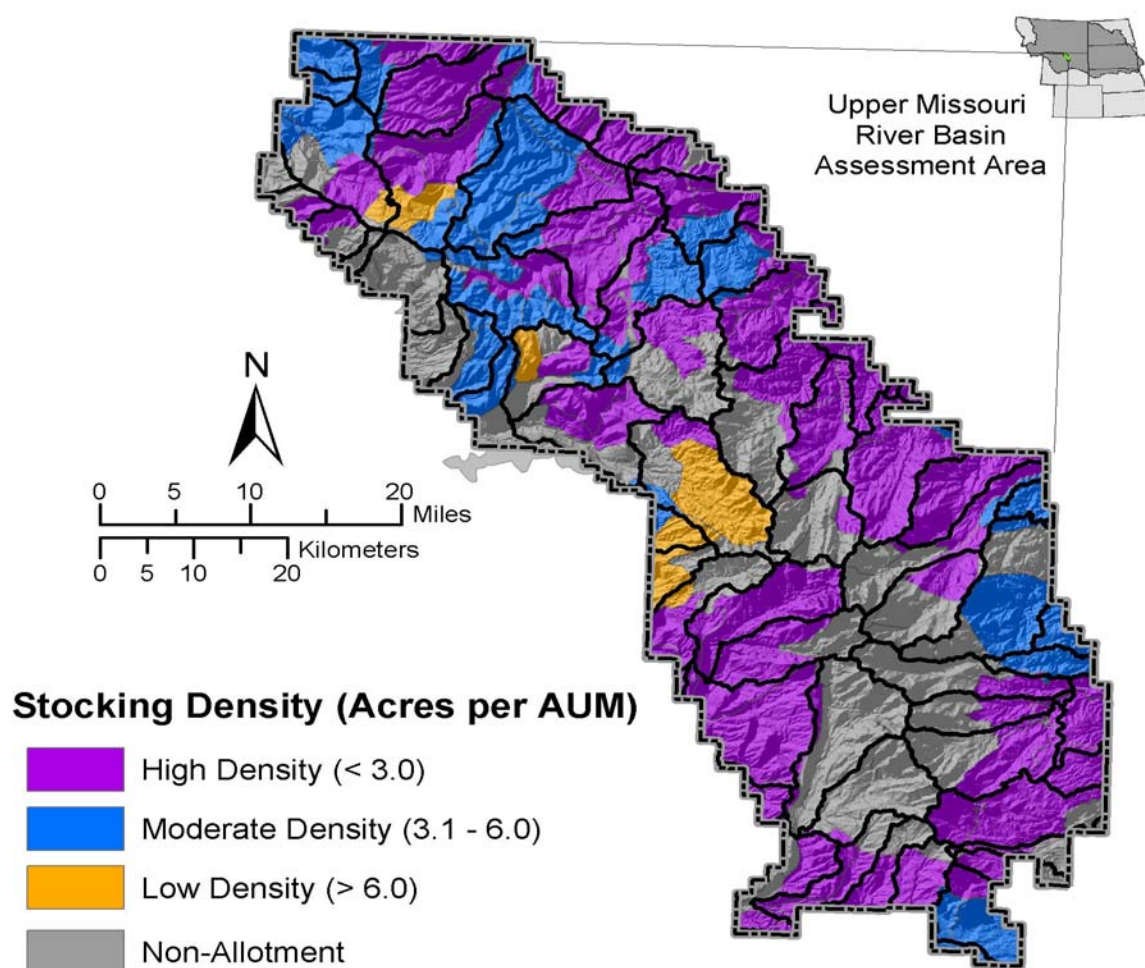 Upper Missouri
River Basin
Assessment Area
N
0 5 10 20
Miles
Kilometers
0 5 10 20
Stocking Density (Acres per AUM)
High Density (< 3.0)
Moderate Density (3.1 - 6.0)
Low Density (> 6.0)
Non-Allotment